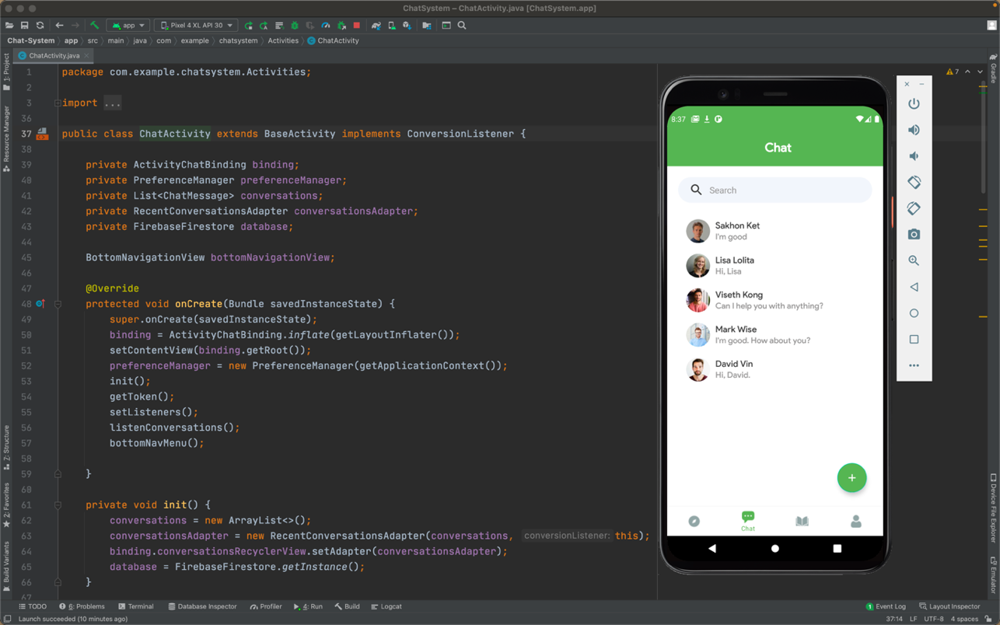 ChatSystem – ChatActivity.java [ChatSystem.app]
app
Pixel 4 XL API 30
Chat-System
app
src
main
java
com
example
chatsystem
Activities
ChatActivity
1: Project
Resource Manager
Z: Structure
2: Favorites
Build Variants
ChatActivity.java
1 package com.example.chatsystem.Activities;
2
3 import ...
36
37 public class ChatActivity extends BaseActivity implements ConversionListener {
38
39 private ActivityChatBinding binding;
40 private PreferenceManager preferenceManager;
41 private List<ChatMessage> conversations;
42 private RecentConversationsAdapter conversationsAdapter;
43 private FirebaseFirestore database;
44
45 BottomNavigationView bottomNavigationView;
46
47 @Override
48 protected void onCreate(Bundle savedInstanceState) {
49 super.onCreate(savedInstanceState);
50 binding = ActivityChatBinding.inflate(getLayoutInflater());
51 setContentView(binding.getRoot());
52 preferenceManager = new PreferenceManager(getApplicationContext());
53 init();
54 getToken();
55 setListeners();
56 listenConversations();
57 bottomNavMenu();
58
59 }
60
61 private void init() {
62 conversations = new ArrayList<>();
63 conversationsAdapter = new RecentConversationsAdapter(conversations, conversionListener: this);
64 binding.conversationsRecyclerView.setAdapter(conversationsAdapter);
65 database = FirebaseFirestore.getInstance();
66 }
67
7
8:37
Chat
Search
Sakhon Ket
I'm good
Lisa Lolita
Hi, Lisa
Viseth Kong
Can I help you with anything?
Mark Wise
I'm good. How about you?
David Vin
Hi, David.
Chat
Gradle
Device File Explorer
Emulator
TODO
6: Problems
Terminal
Database Inspector
Profiler
4: Run
Build
Logcat
1 Event Log
Layout Inspector
Launch succeeded (10 minutes ago)
37:14 LF UTF-8 4 spaces